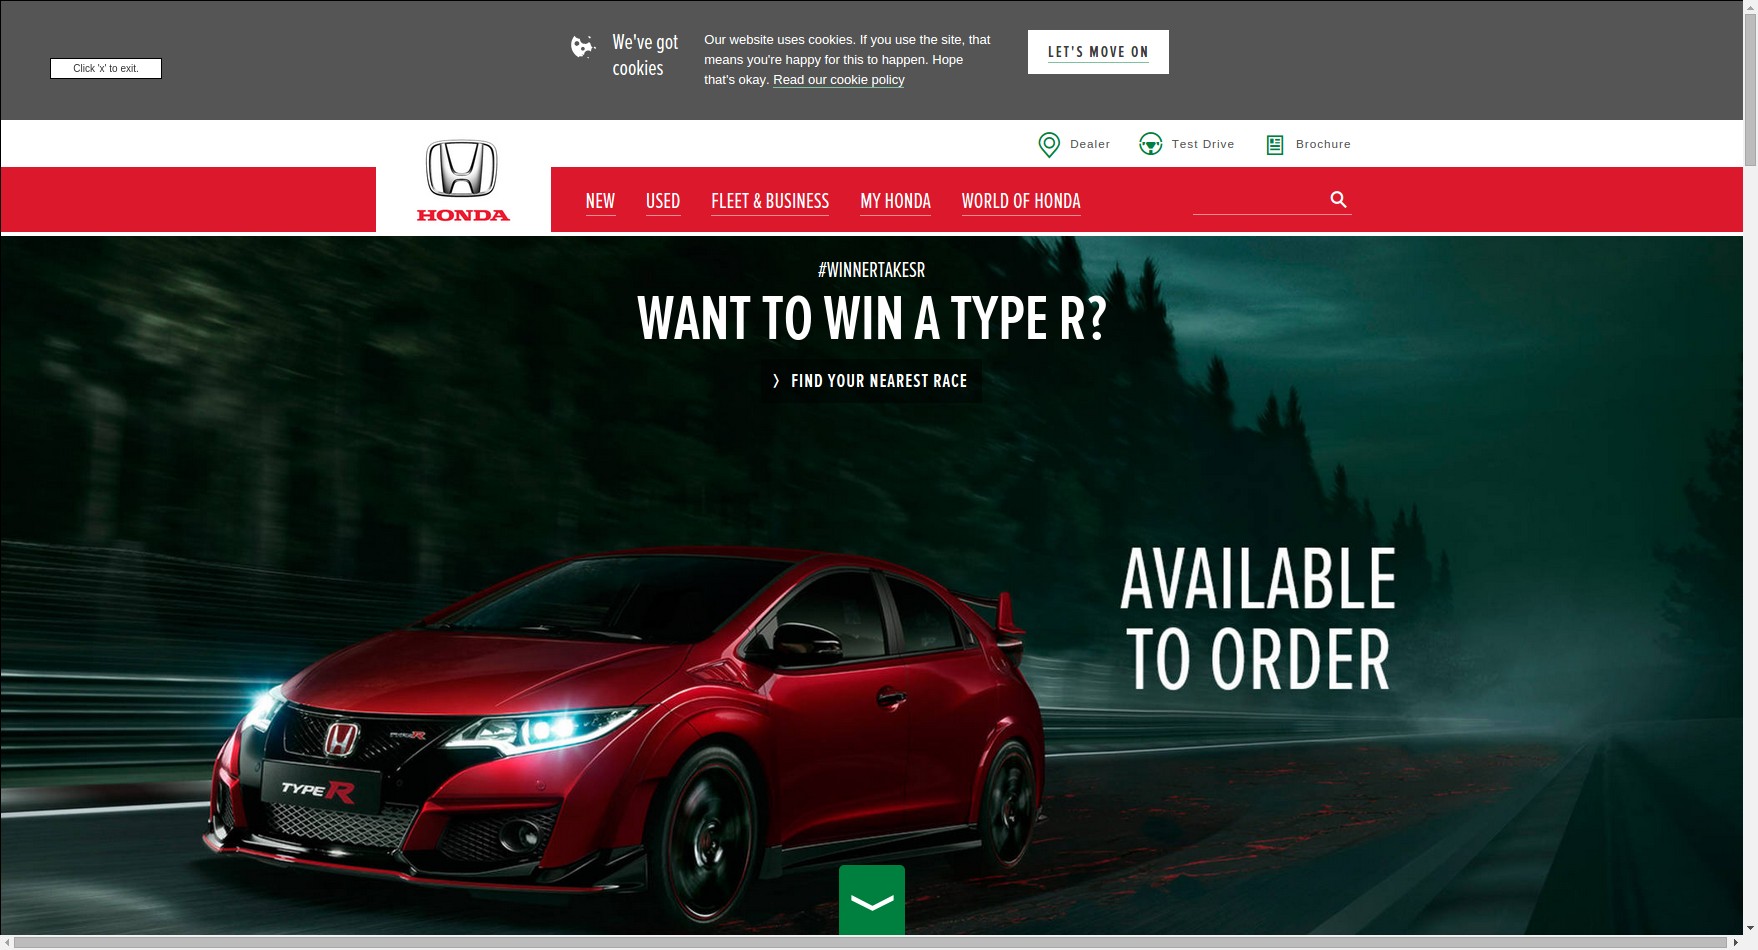 We've got
cookies
Our website uses cookies. If you use the site, that
means you're happy for this to happen. Hope
that's okay. Read our cookie policy
LET'S MOVE ON
Click 'x' to exit.
Dealer
Test Drive
Brochure
HONDA
NEW
USED
FLEET & BUSINESS
MY HONDA
WORLD OF HONDA
#WINNERTAKESR
WANT TO WIN A TYPE R?
FIND YOUR NEAREST RACE
AVAILABLE
TO ORDER
TYPE R
TYPE R